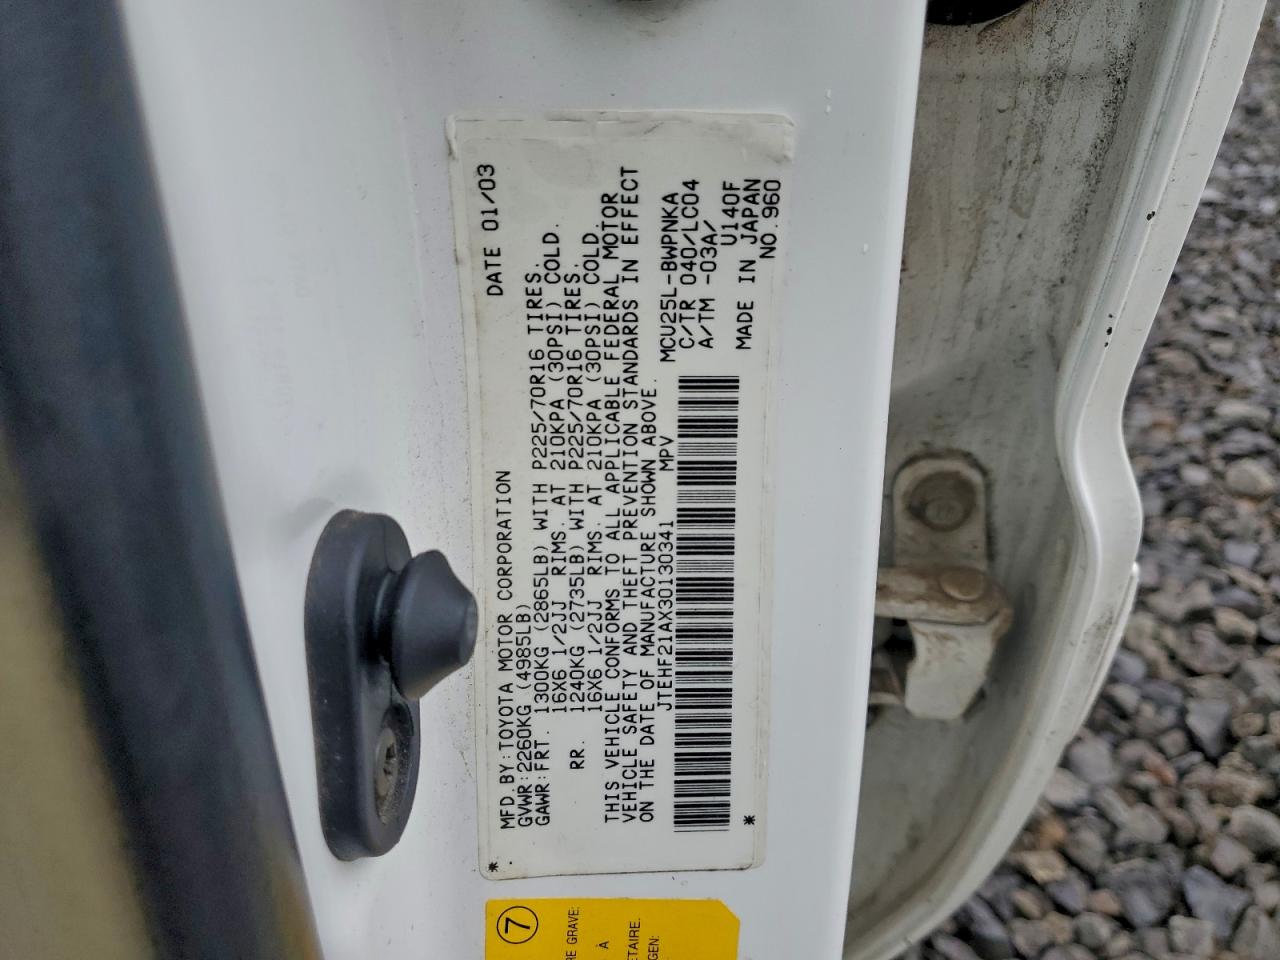 DATE 01/03
MFD.BY:TOYOTA MOTOR CORPORATION
GVWR:2260KG (4985LB)
GAWR:FRT. 1300KG (2865LB) WITH P225/70R16 TIRES.
16X6 1/2JJ RIMS. AT 210KPA (30PSI) COLD.
RR. 1240KG (2735LB) WITH P225/70R16 TIRES.
16X6 1/2JJ RIMS. AT 210KPA (30PSI) COLD.
THIS VEHICLE CONFORMS TO ALL APPLICABLE FEDERAL MOTOR
VEHICLE SAFETY AND THEFT PREVENTION STANDARDS IN EFFECT
ON THE DATE OF MANUFACTURE SHOWN ABOVE.
JTEHF21AX30130341 MPV
MCU25L-BWPNKA
C/TR 040/LC04
A/TM -03A/
U140F
MADE IN JAPAN
NO.960
7
RE GRAVE:
À
ÉTAIRE.
GEN: